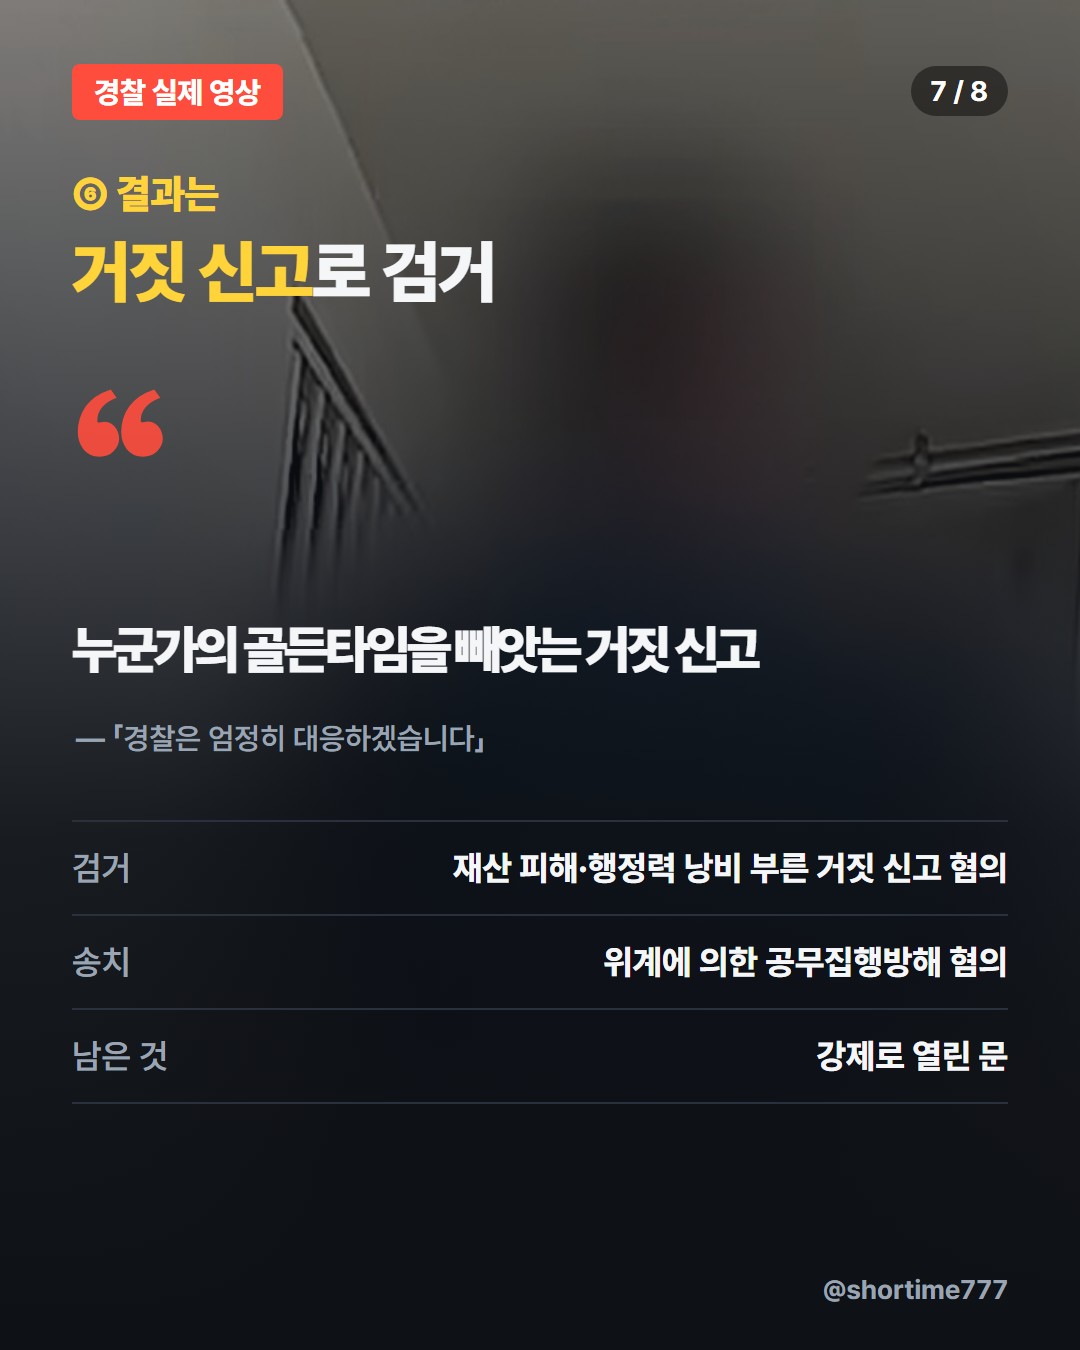 경찰 실제 영상
7 / 8
⑥ 결과는
거짓 신고로 검거
“
누군가의 골든타임을 빼앗는 거짓 신고
— 「경찰은 엄정히 대응하겠습니다」
검거 재산 피해·행정력 낭비 부른 거짓 신고 혐의
송치 위계에 의한 공무집행방해 혐의
남은 것 강제로 열린 문
@shortime777